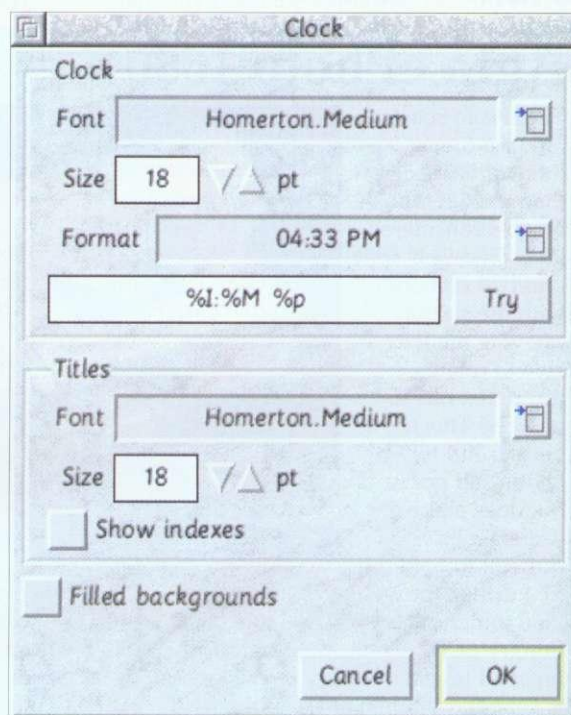 Clock
Clock
Font Homerton.Medium
Size 18 pt
Format 04:33 PM
%I:%M %p Try
Titles
Font Homerton.Medium
Size 18 pt
Show indexes
Filled backgrounds
Cancel OK